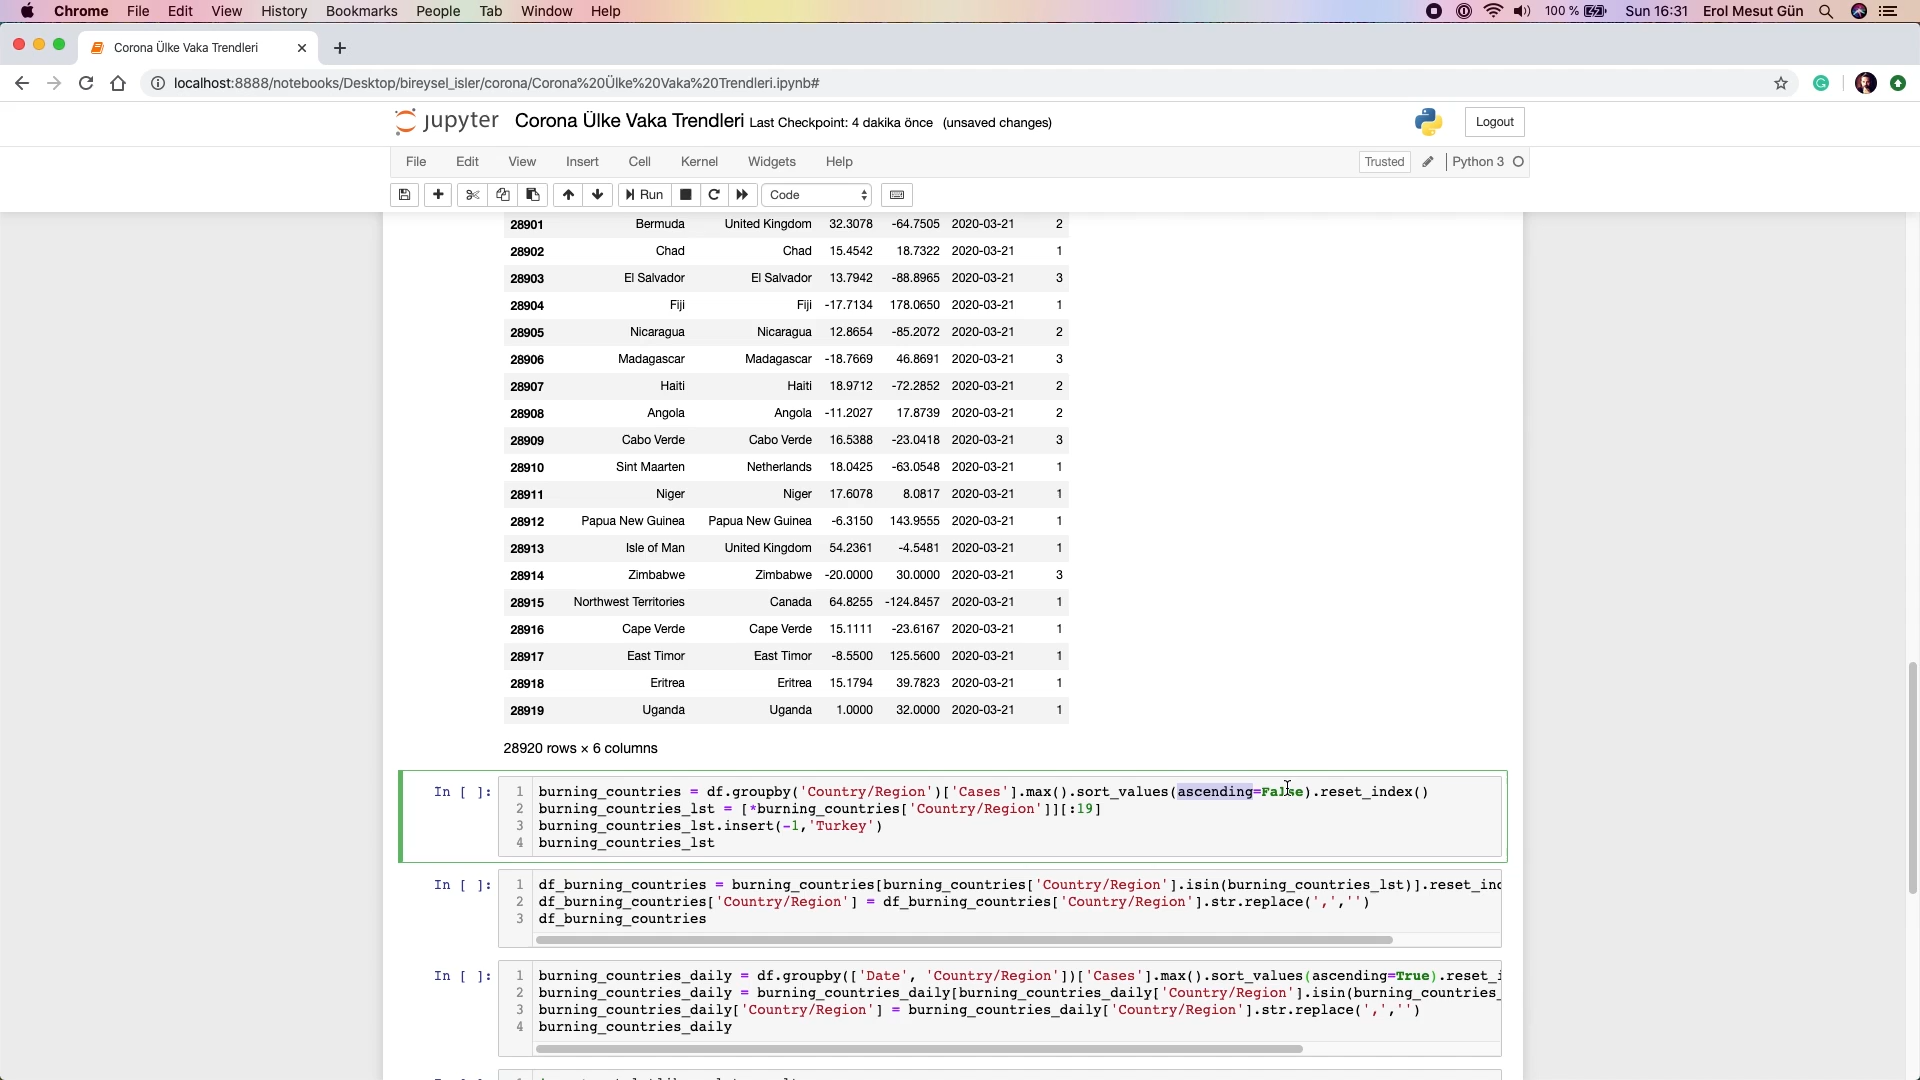 Chrome File Edit View History Bookmarks People Tab Window Help 100 % Sun 16:31 Erol Mesut Gün
Corona Ülke Vaka Trendleri
localhost:8888/notebooks/Desktop/bireysel_isler/corona/Corona%20Ülke%20Vaka%20Trendleri.ipynb#
jupyter Corona Ülke Vaka Trendleri Last Checkpoint: 4 dakika önce (unsaved changes) Logout
File Edit View Insert Cell Kernel Widgets Help Trusted Python 3
Run Code
28901 Bermuda United Kingdom 32.3078 -64.7505 2020-03-21 2
28902 Chad Chad 15.4542 18.7322 2020-03-21 1
28903 El Salvador El Salvador 13.7942 -88.8965 2020-03-21 3
28904 Fiji Fiji -17.7134 178.0650 2020-03-21 1
28905 Nicaragua Nicaragua 12.8654 -85.2072 2020-03-21 2
28906 Madagascar Madagascar -18.7669 46.8691 2020-03-21 3
28907 Haiti Haiti 18.9712 -72.2852 2020-03-21 2
28908 Angola Angola -11.2027 17.8739 2020-03-21 2
28909 Cabo Verde Cabo Verde 16.5388 -23.0418 2020-03-21 3
28910 Sint Maarten Netherlands 18.0425 -63.0548 2020-03-21 1
28911 Niger Niger 17.6078 8.0817 2020-03-21 1
28912 Papua New Guinea Papua New Guinea -6.3150 143.9555 2020-03-21 1
28913 Isle of Man United Kingdom 54.2361 -4.5481 2020-03-21 1
28914 Zimbabwe Zimbabwe -20.0000 30.0000 2020-03-21 3
28915 Northwest Territories Canada 64.8255 -124.8457 2020-03-21 1
28916 Cape Verde Cape Verde 15.1111 -23.6167 2020-03-21 1
28917 East Timor East Timor -8.5500 125.5600 2020-03-21 1
28918 Eritrea Eritrea 15.1794 39.7823 2020-03-21 1
28919 Uganda Uganda 1.0000 32.0000 2020-03-21 1
28920 rows × 6 columns
In [ ]: 1 burning_countries = df.groupby('Country/Region')['Cases'].max().sort_values(ascending=False).reset_index()
2 burning_countries_lst = [*burning_countries['Country/Region']][:19]
3 burning_countries_lst.insert(-1,'Turkey')
4 burning_countries_lst
In [ ]: 1 df_burning_countries = burning_countries[burning_countries['Country/Region'].isin(burning_countries_lst)].reset_ind
2 df_burning_countries['Country/Region'] = df_burning_countries['Country/Region'].str.replace(',','')
3 df_burning_countries
In [ ]: 1 burning_countries_daily = df.groupby(['Date', 'Country/Region'])['Cases'].max().sort_values(ascending=True).reset_i
2 burning_countries_daily = burning_countries_daily[burning_countries_daily['Country/Region'].isin(burning_countries_
3 burning_countries_daily['Country/Region'] = burning_countries_daily['Country/Region'].str.replace(',','')
4 burning_countries_daily